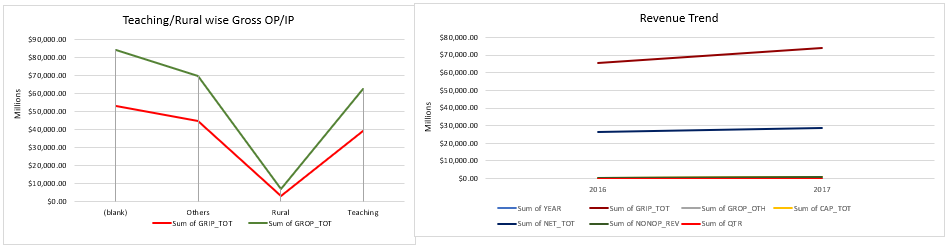 Teaching/Rural wise Gross OP/IP
$90,000.00
$80,000.00
$70,000.00
$60,000.00
$50,000.00
$40,000.00
$30,000.00
$20,000.00
$10,000.00
$0.00
Millions
(blank) Others Rural Teaching
Sum of GRIP_TOT Sum of GROP_TOT
Revenue Trend
$80,000.00
$70,000.00
$60,000.00
$50,000.00
$40,000.00
$30,000.00
$20,000.00
$10,000.00
$0.00
Millions
2016 2017
Sum of YEAR Sum of GRIP_TOT Sum of GROP_OTH Sum of CAP_TOT
Sum of NET_TOT Sum of NONOP_REV Sum of QTR